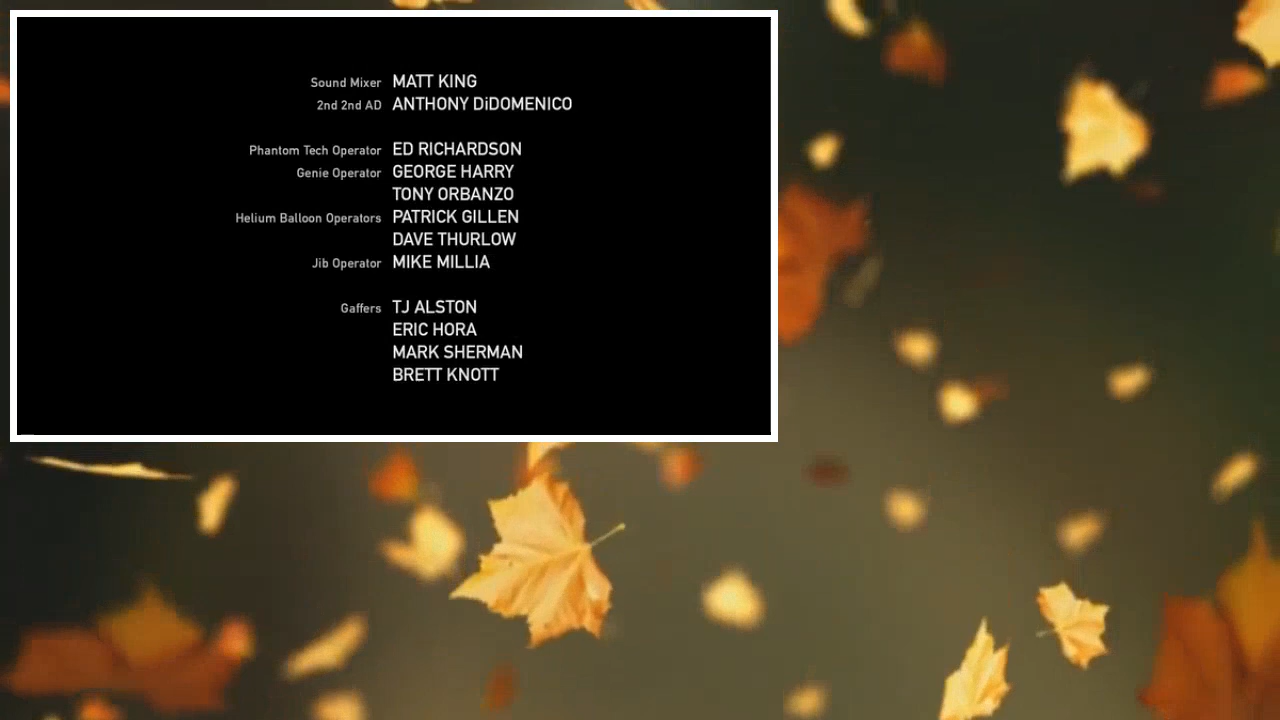 Sound Mixer MATT KING
2nd 2nd AD ANTHONY DiDOMENICO
Phantom Tech Operator ED RICHARDSON
Genie Operator GEORGE HARRY
TONY ORBANZO
Helium Balloon Operators PATRICK GILLEN
DAVE THURLOW
Jib Operator MIKE MILLIA
Gaffers TJ ALSTON
ERIC HORA
MARK SHERMAN
BRETT KNOTT